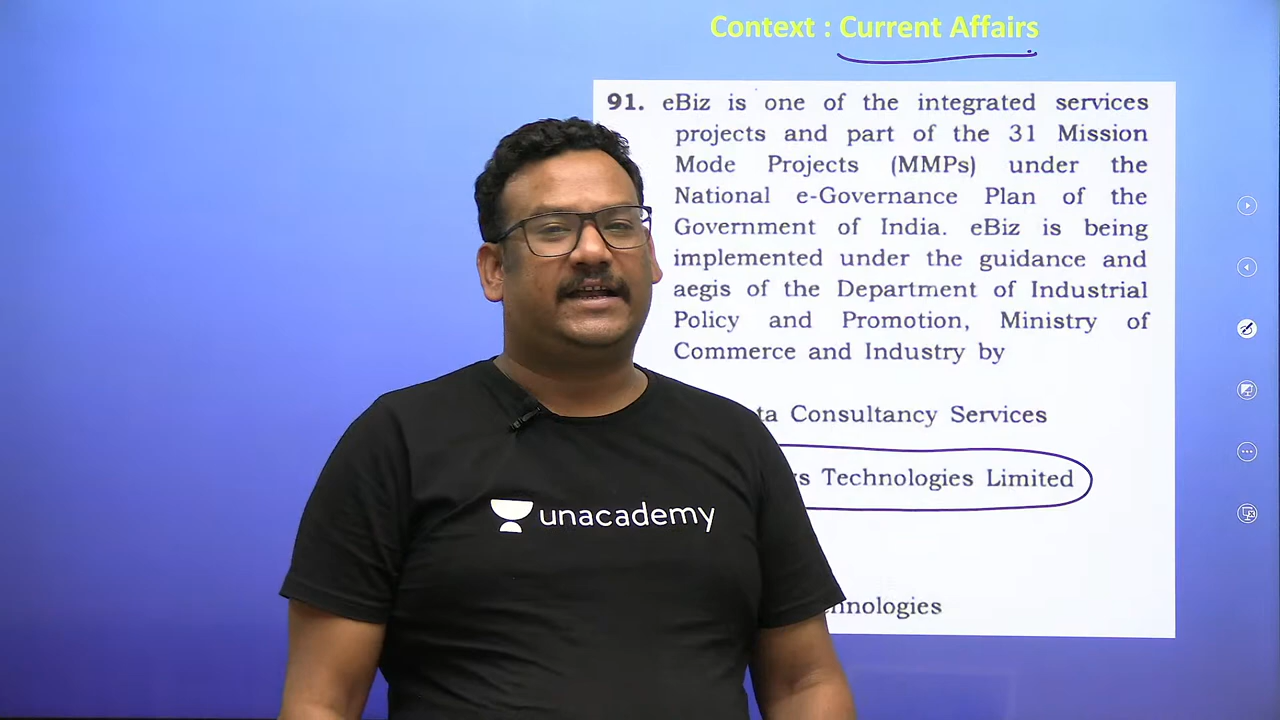 Context : Current Affairs
91. eBiz is one of the integrated services
projects and part of the 31 Mission
Mode Projects (MMPs) under the
National e-Governance Plan of the
Government of India. eBiz is being
implemented under the guidance and
aegis of the Department of Industrial
Policy and Promotion, Ministry of
Commerce and Industry by
Consultancy Services
Technologies Limited
unacademy